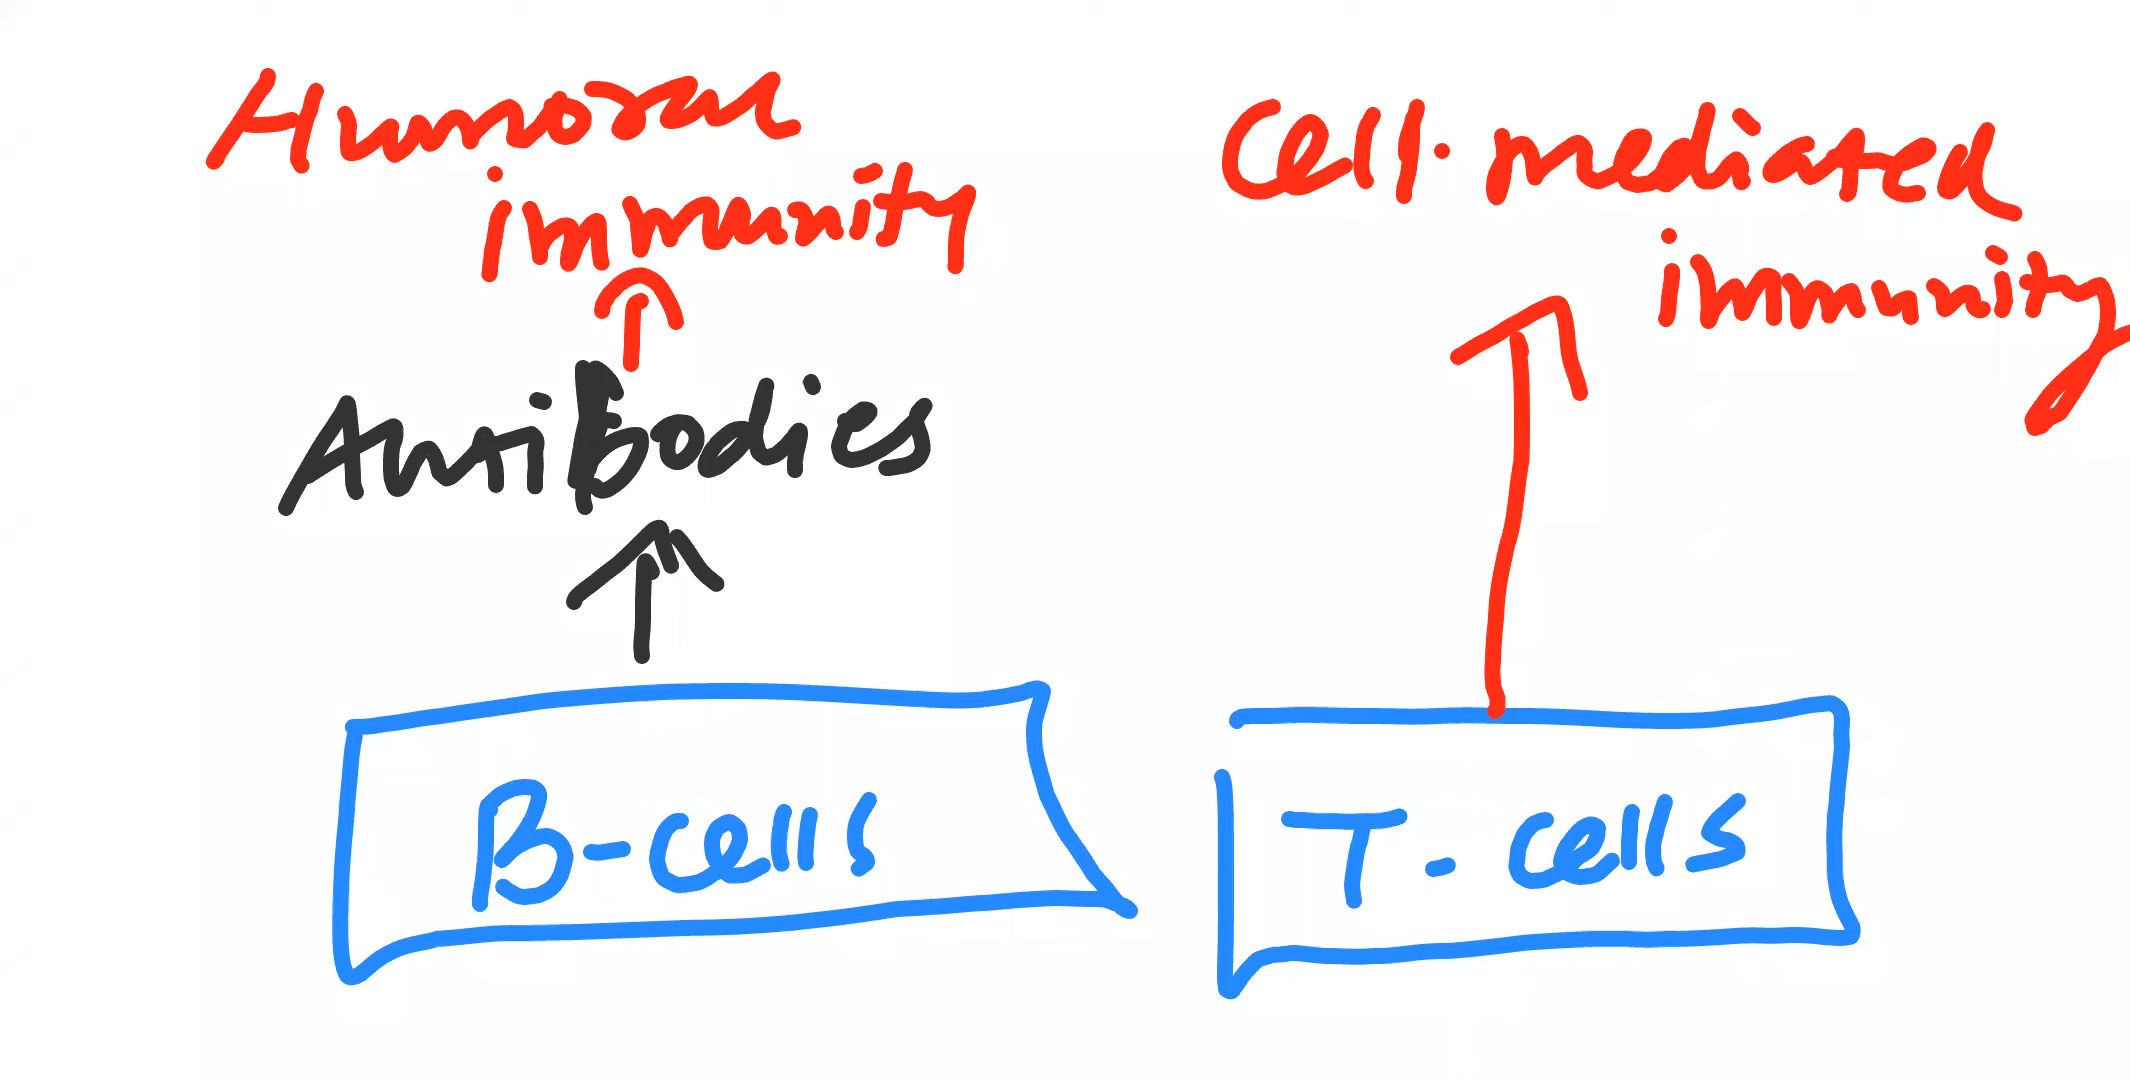 Humoral
immunity
Antibodies
B-cells
Cell-mediated
immunity
T-cells